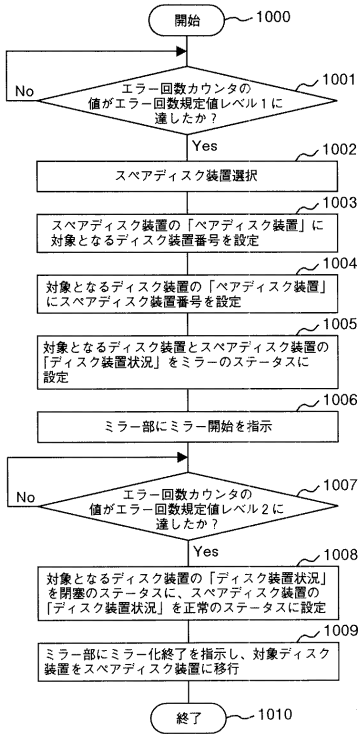 開始
1000
エラー回数カウンタの
値がエラー回数規定値レベル1に
達したか?
1001
No
Yes
1002
スペアディスク装置選択
1003
スペアディスク装置の「ペアディスク装置」に
対象となるディスク装置番号を設定
1004
対象となるディスク装置の「ペアディスク装置」
にスペアディスク装置番号を設定
1005
対象となるディスク装置とスペアディスク装置の
「ディスク装置状況」をミラーのステータスに
設定
1006
ミラー部にミラー開始を指示
エラー回数カウンタの
値がエラー回数規定値レベル2に
達したか?
1007
No
Yes
1008
対象となるディスク装置の「ディスク装置状況」
を閉塞のステータスに、スペアディスク装置の
「ディスク装置状況」を正常のステータスに設定
1009
ミラー部にミラー化終了を指示し、対象ディスク
装置をスペアディスク装置に移行
終了
1010